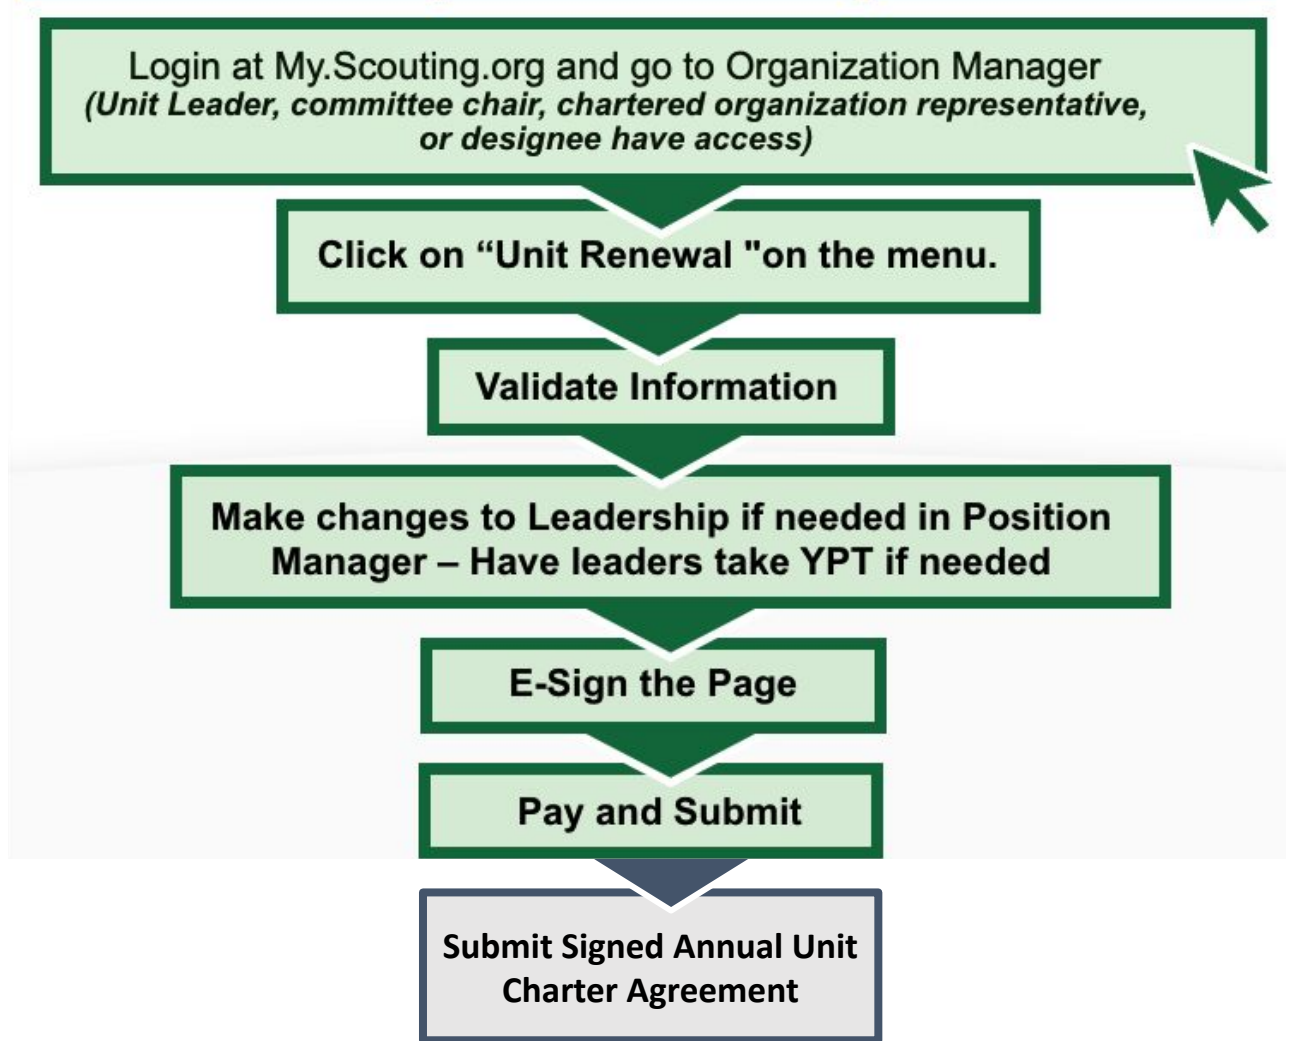 Login at My.Scouting.org and go to Organization Manager
(Unit Leader, committee chair, chartered organization representative,
or designee have access)
Click on “Unit Renewal "on the menu.
Validate Information
Make changes to Leadership if needed in Position
Manager – Have leaders take YPT if needed
E-Sign the Page
Pay and Submit
Submit Signed Annual Unit
Charter Agreement